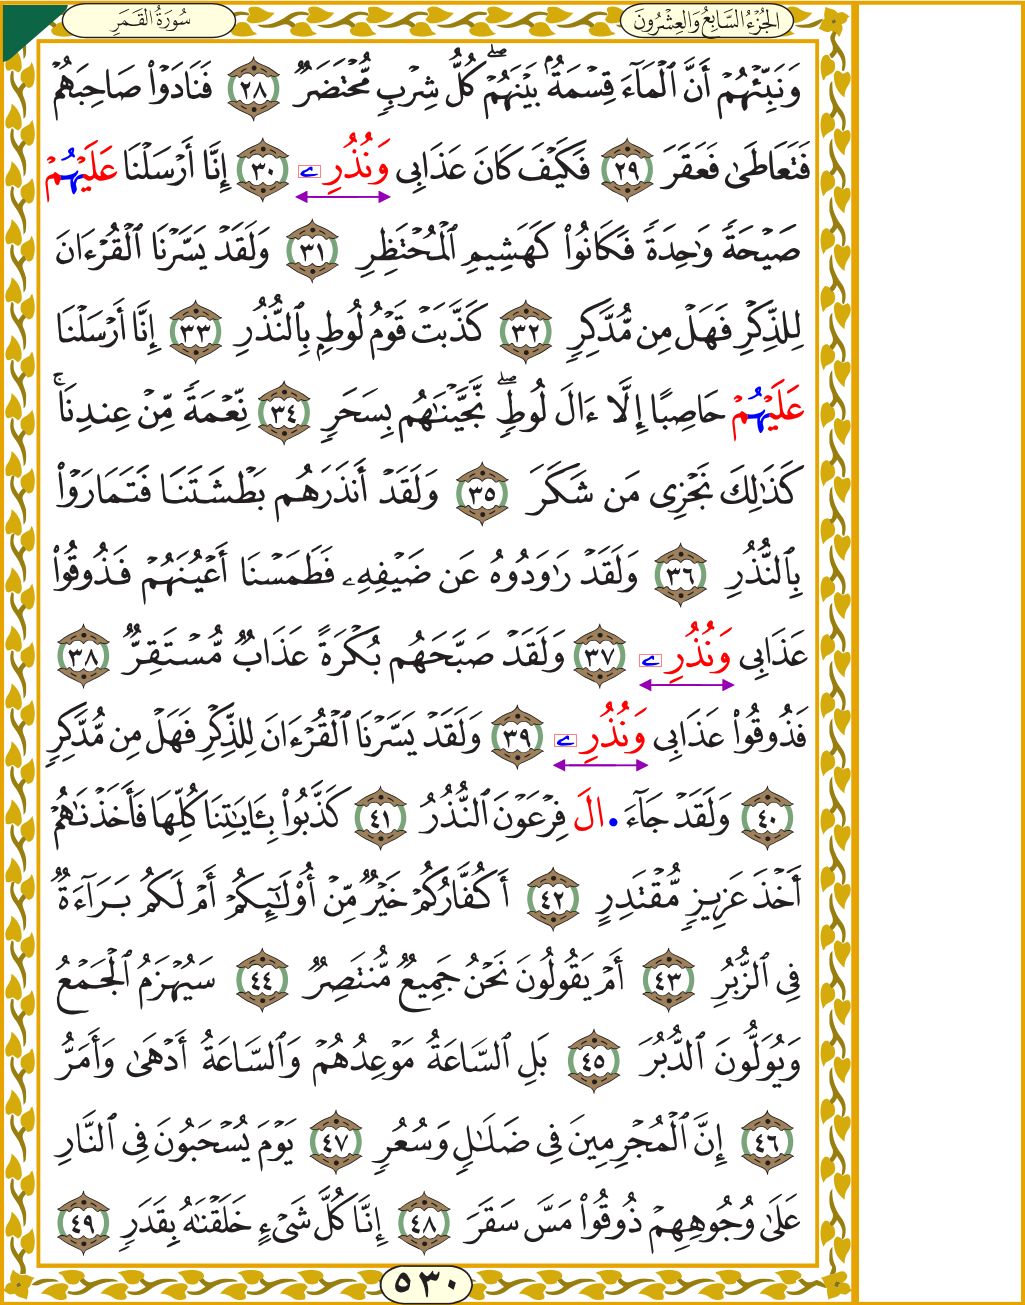 الجُزْءُ السَّابِعُ وَالعِشْرُونَ
سُورَةُ القَمَرِ
وَنَبِّئْهُمْ أَنَّ ٱلْمَآءَ قِسْمَةٌۢ بَيْنَهُمْۖ كُلُّ شِرْبٍۢ مُّحْتَضَرٌۭ ٢٨ فَنَادَوْا۟ صَاحِبَهُمْ
فَتَعَاطَىٰ فَعَقَرَ ٢٩ فَكَيْفَ كَانَ عَذَابِى وَنُذُرِۦ ٣٠ إِنَّآ أَرْسَلْنَا عَلَيْهُمْ
صَيْحَةًۭ وَٰحِدَةًۭ فَكَانُوا۟ كَهَشِيمِ ٱلْمُحْتَظِرِ ٣١ وَلَقَدْ يَسَّرْنَا ٱلْقُرْءَانَ
لِلذِّكْرِ فَهَلْ مِن مُّدَّكِرٍۢ ٣٢ كَذَّبَتْ قَوْمُ لُوطٍۭ بِٱلنُّذُرِ ٣٣ إِنَّآ أَرْسَلْنَا
عَلَيْهُمْ حَاصِبًا إِلَّآ ءَالَ لُوطٍۢۖ نَّجَّيْنَٰهُم بِسَحَرٍۢ ٣٤ نِّعْمَةًۭ مِّنْ عِندِنَاۚ
كَذَٰلِكَ نَجْزِى مَن شَكَرَ ٣٥ وَلَقَدْ أَنذَرَهُم بَطْشَتَنَا فَتَمَارَوْا۟
بِٱلنُّذُرِ ٣٦ وَلَقَدْ رَٰوَدُوهُ عَن ضَيْفِهِۦ فَطَمَسْنَآ أَعْيُنَهُمْ فَذُوقُوا۟
عَذَابِى وَنُذُرِۦ ٣٧ وَلَقَدْ صَبَّحَهُم بُكْرَةً عَذَابٌۭ مُّسْتَقِرٌّۭ ٣٨
فَذُوقُوا۟ عَذَابِى وَنُذُرِۦ ٣٩ وَلَقَدْ يَسَّرْنَا ٱلْقُرْءَانَ لِلذِّكْرِ فَهَلْ مِن مُّدَّكِرٍۢ
٤٠ وَلَقَدْ جَآءَ •الَ فِرْعَوْنَ ٱلنُّذُرُ ٤١ كَذَّبُوا۟ بِـَٔايَٰتِنَا كُلِّهَا فَأَخَذْنَٰهُمْ
أَخْذَ عَزِيزٍۢ مُّقْتَدِرٍ ٤٢ أَكُفَّارُكُمْ خَيْرٌۭ مِّنْ أُو۟لَٰٓئِكُمْ أَمْ لَكُم بَرَآءَةٌۭ
فِى ٱلزُّبُرِ ٤٣ أَمْ يَقُولُونَ نَحْنُ جَمِيعٌۭ مُّنتَصِرٌۭ ٤٤ سَيُهْزَمُ ٱلْجَمْعُ
وَيُوَلُّونَ ٱلدُّبُرَ ٤٥ بَلِ ٱلسَّاعَةُ مَوْعِدُهُمْ وَٱلسَّاعَةُ أَدْهَىٰ وَأَمَرُّ
٤٦ إِنَّ ٱلْمُجْرِمِينَ فِى ضَلَٰلٍۢ وَسُعُرٍۢ ٤٧ يَوْمَ يُسْحَبُونَ فِى ٱلنَّارِ
عَلَىٰ وُجُوهِهِمْ ذُوقُوا۟ مَسَّ سَقَرَ ٤٨ إِنَّا كُلَّ شَىْءٍ خَلَقْنَٰهُ بِقَدَرٍۢ ٤٩
٥٣٠